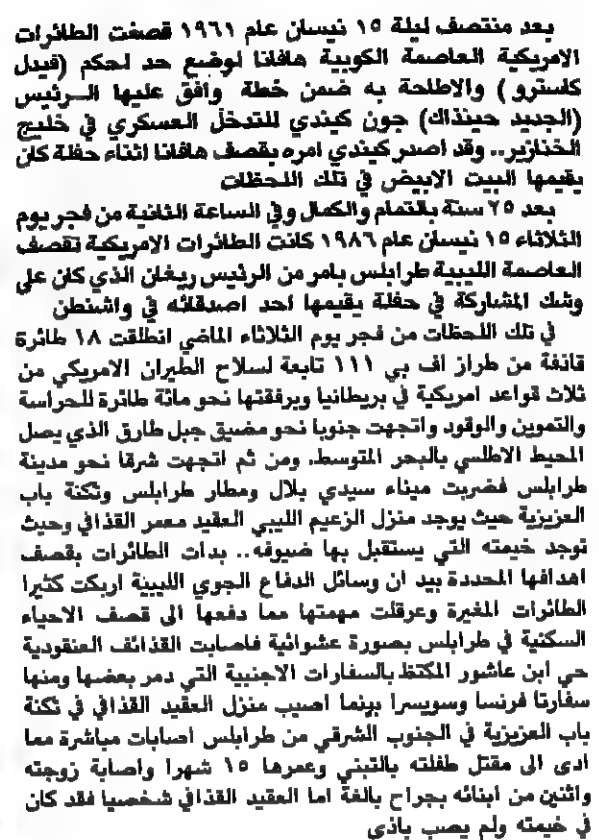 بعد منتصف ليلة ١٥ نيسان عام ١٩٦١ قصفت الطائرات
الامريكية العاصمة الكوبية هافانا لوضع حد لحكم (فيدل
كاسترو ) والاطاحة به ضمن خطة وافق عليها الـرئيس
(الجديد حينذاك) جون كيندي للتدخل العسكري في خليج
الخنازير.. وقد اصدر كيندي امره بقصف هافانا اثناء حفلة كان
يقيمها البيت الابيض في تلك اللحظات
بعد ٢٥ سنة بالتمام والكمال وفي الساعة الثانية من فجر يوم
الثلاثاء ١٥ نيسان عام ١٩٨٦ كانت الطائرات الامريكية تقصف
العاصمة الليبية طرابلس بامر من الرئيس ريغان الذي كان على
وشك المشاركة في حفلة يقيمها احد اصدقائه في واشنطن
في تلك اللحظات من فجر يوم الثلاثاء الماضي انطلقت ١٨ طائرة
قاذفة من طراز اف بي ١١١ تابعة لسلاح الطيران الامريكي من
ثلاث قواعد امريكية في بريطانيا ويرفقتها نحو مائة طائرة للحراسة
والتموين والوقود واتجهت جنوبا نحو مضيق جبل طارق الذي يصل
المحيط الاطلسي بالبحر المتوسط. ومن ثم اتجهت شرقا نحو مدينة
طرابلس فضربت ميناء سيدي بلال ومطار طرابلس وثكنة باب
العزيزية حيث يوجد منزل الزعيم الليبي العقيد معمر القذافي وحيث
توجد خيمته التي يستقبل بها ضيوفه.. بدات الطائرات بقصف
اهدافها المحددة بيد ان وسائل الدفاع الجوي الليبية اربكت كثيرا
الطائرات المغيرة وعرقلت مهمتها مما دفعها الى قصف الاحياء
السكنية في طرابلس بصورة عشوائية فاصابت القذائف العنقودية
حي ابن عاشور المكتظ بالسفارات الاجنبية التي دمر بعضها ومنها
سفارتا فرنسا وسويسرا بينما اصيب منزل العقيد القذافي في ثكنة
باب العزيزية في الجنوب الشرقي من طرابلس اصابات مباشرة مما
ادى الى مقتل طفلته بالتبني وعمرها ١٥ شهرا واصابة زوجته
واثنين من ابنائه بجراح بالغة اما العقيد القذافي شخصيا فقد كان
في خيمته ولم يصب باذى